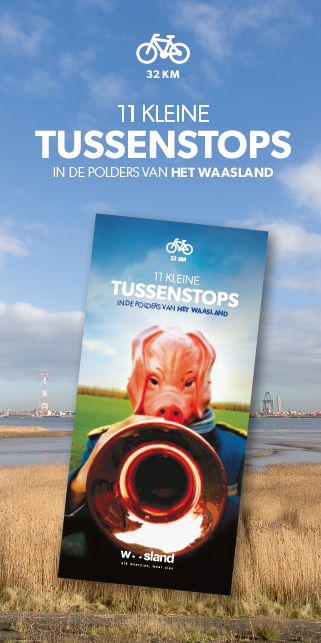 32 KM
11 KLEINE
TUSSENSTOPS
IN DE POLDERS VAN HET WAASLAND
32 KM
11 KLEINE
TUSSENSTOPS
IN DE POLDERS VAN HET WAASLAND
w••sland